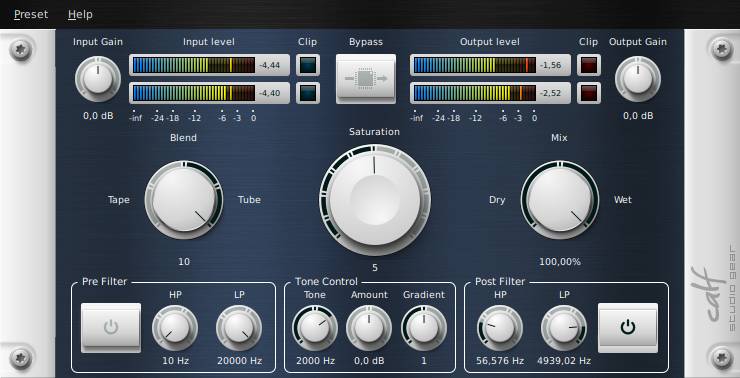 Preset Help
Input Gain Input level Clip Bypass Output level Clip Output Gain
-4,44 -1,56
-4,40 -2,52
0,0 dB -inf -24 -18 -12 -6 -3 0 -inf -24 -18 -12 -6 -3 0 0,0 dB
Blend Saturation Mix
Tape Tube Dry Wet
10 5 100,00%
Pre Filter Tone Control Post Filter
HP LP Tone Amount Gradient HP LP
10 Hz 20000 Hz 2000 Hz 0,0 dB 1 56,576 Hz 4939,02 Hz
calf
studio gear